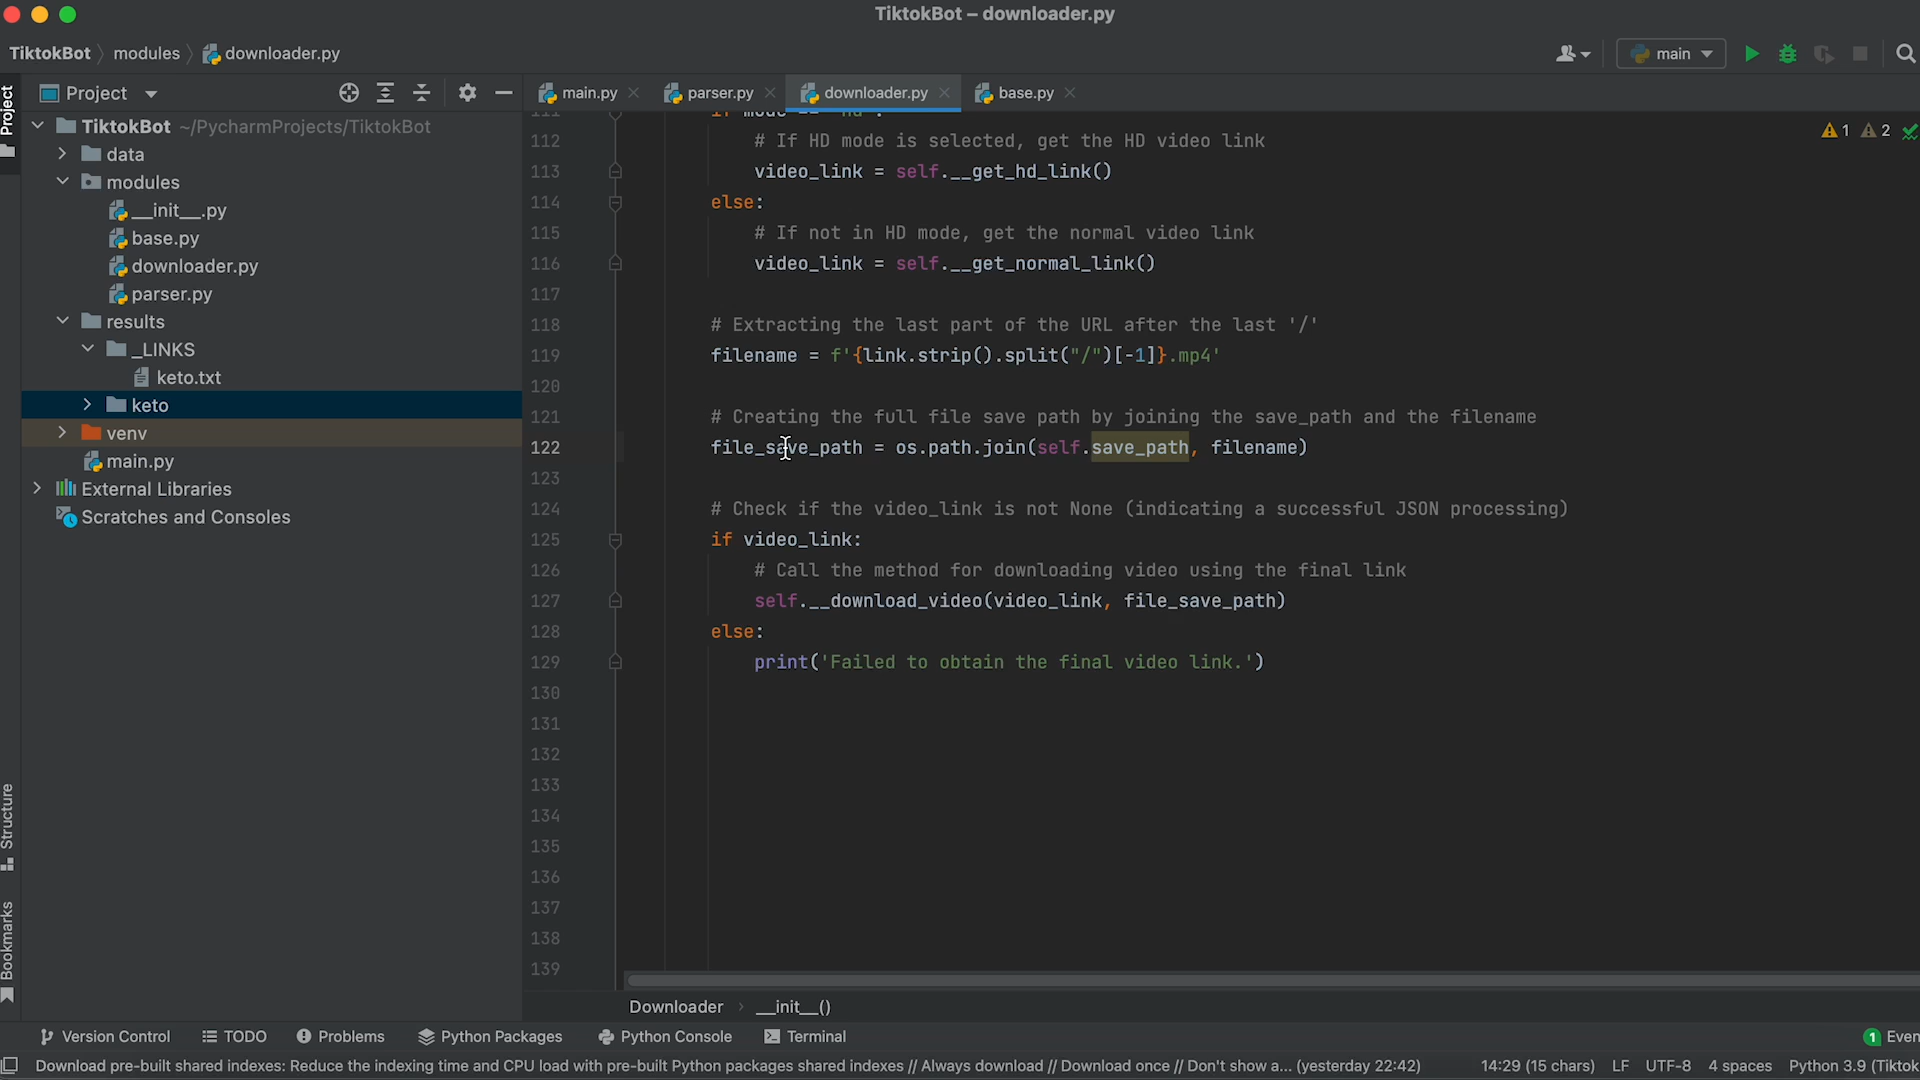 TiktokBot – downloader.py
TiktokBot modules downloader.py
main
Project
Project
main.py parser.py downloader.py base.py
TiktokBot ~/PycharmProjects/TiktokBot
data
modules
__init__.py
base.py
downloader.py
parser.py
results
_LINKS
keto.txt
keto
venv
main.py
External Libraries
Scratches and Consoles
1 2
112 # If HD mode is selected, get the HD video link
113 video_link = self.__get_hd_link()
114 else:
115 # If not in HD mode, get the normal video link
116 video_link = self.__get_normal_link()
117
118 # Extracting the last part of the URL after the last '/'
119 filename = f'{link.strip().split("/")[-1]}.mp4'
120
121 # Creating the full file save path by joining the save_path and the filename
122 file_save_path = os.path.join(self.save_path, filename)
123
124 # Check if the video_link is not None (indicating a successful JSON processing)
125 if video_link:
126 # Call the method for downloading video using the final link
127 self.__download_video(video_link, file_save_path)
128 else:
129 print('Failed to obtain the final video link.')
130
131
132
133
134
135
136
137
138
139
Structure
Bookmarks
Downloader __init__()
Version Control TODO Problems Python Packages Python Console Terminal 1 Even
Download pre-built shared indexes: Reduce the indexing time and CPU load with pre-built Python packages shared indexes // Always download // Download once // Don't show a... (yesterday 22:42) 14:29 (15 chars) LF UTF-8 4 spaces Python 3.9 (Tiktok